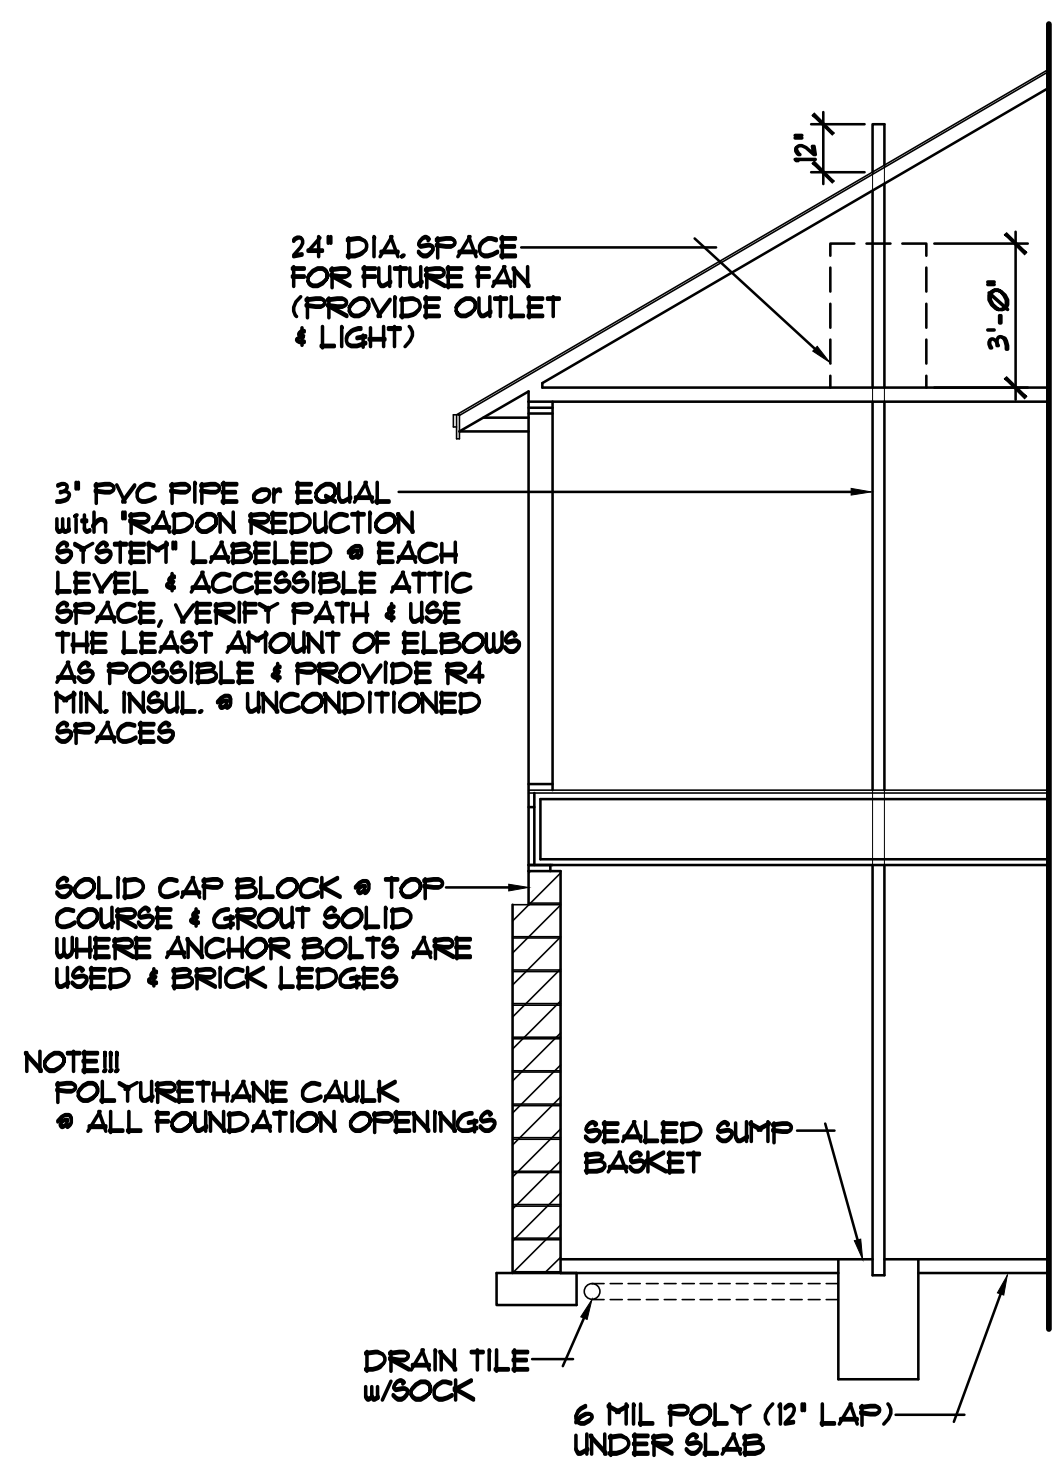 12"
24" DIA. SPACE
FOR FUTURE FAN
(PROVIDE OUTLET
& LIGHT)
3'-0"
3" PVC PIPE or EQUAL
with "RADON REDUCTION
SYSTEM" LABELED @ EACH
LEVEL & ACCESSIBLE ATTIC
SPACE, VERIFY PATH & USE
THE LEAST AMOUNT OF ELBOWS
AS POSSIBLE & PROVIDE R4
MIN. INSUL. @ UNCONDITIONED
SPACES
SOLID CAP BLOCK @ TOP
COURSE & GROUT SOLID
WHERE ANCHOR BOLTS ARE
USED & BRICK LEDGES
NOTE!!!
POLYURETHANE CAULK
@ ALL FOUNDATION OPENINGS
SEALED SUMP
BASKET
DRAIN TILE
w/SOCK
6 MIL POLY (12" LAP)
UNDER SLAB